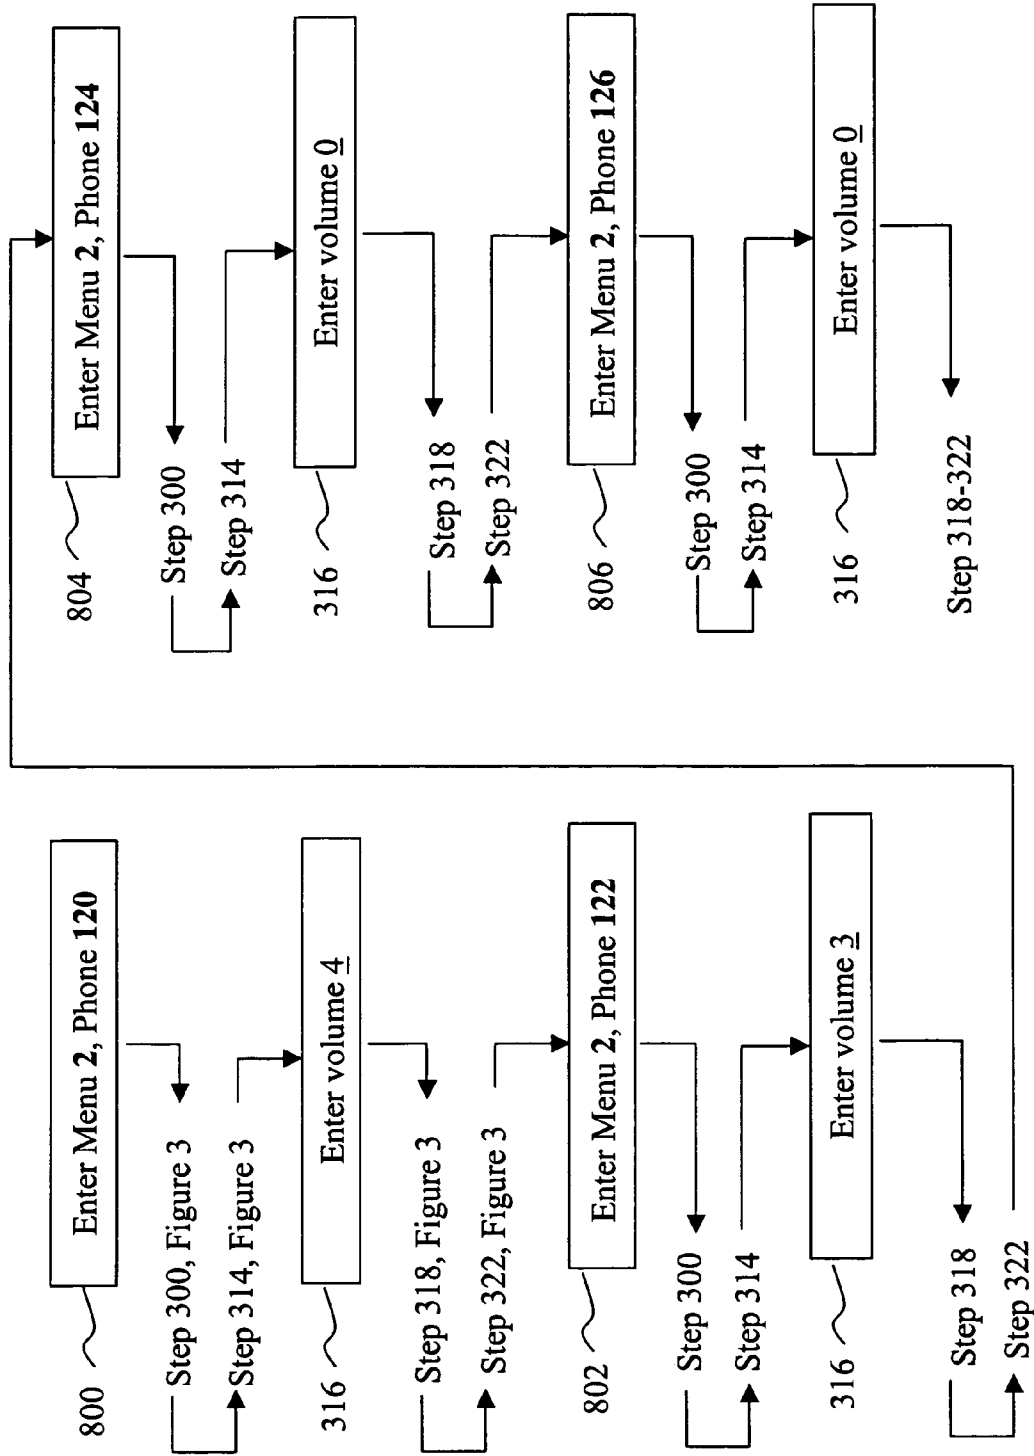 800
Enter Menu 2, Phone 120
Step 300, Figure 3
Step 314, Figure 3
316
Enter volume 4
Step 318, Figure 3
Step 322, Figure 3
802
Enter Menu 2, Phone 122
Step 300
Step 314
316
Enter volume 3
Step 318
Step 322
804
Enter Menu 2, Phone 124
Step 300
Step 314
316
Enter volume 0
Step 318
Step 322
806
Enter Menu 2, Phone 126
Step 300
Step 314
316
Enter volume 0
Step 318-322